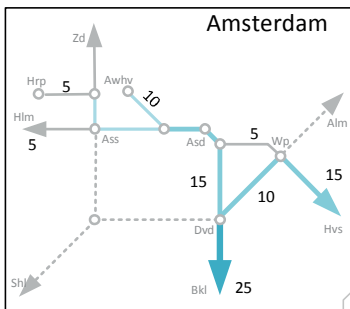 Amsterdam
Zd
Hrp
5
Awhv
10
Hlm
5
Ass
Asd
5
Wp
Alm
15
15
10
Hvs
Dvd
Shl
Bkl
25